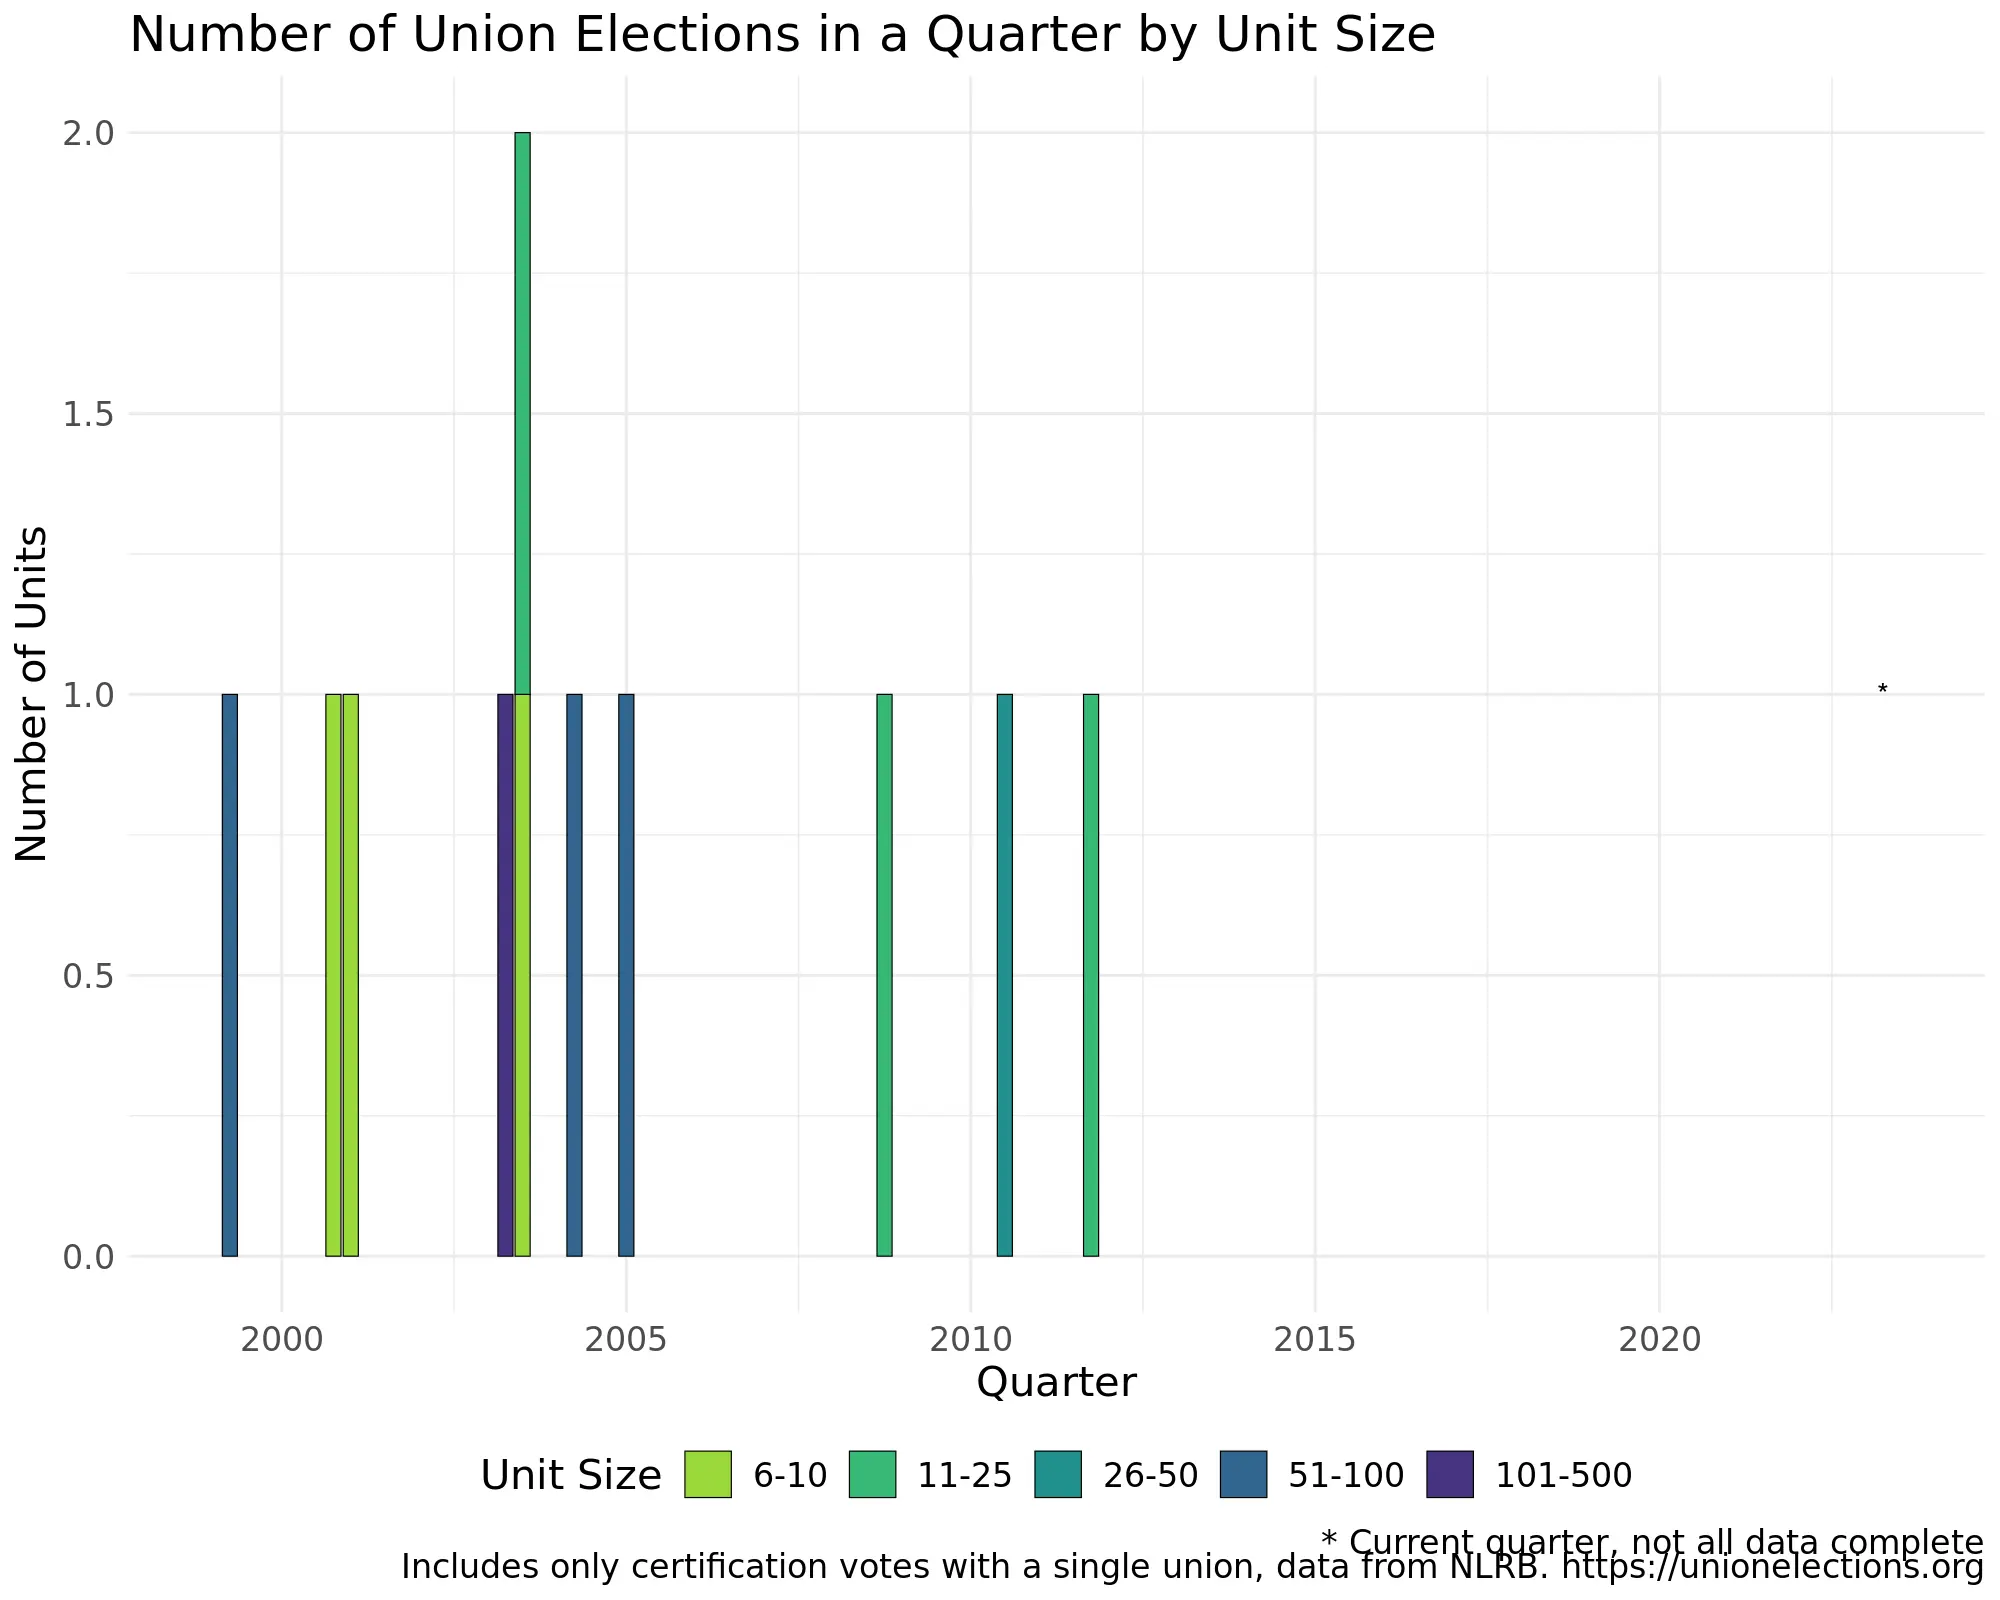 Number of Union Elections in a Quarter by Unit Size
Number of Units
2.0
1.5
1.0
0.5
0.0
*
2000 2005 2010 2015 2020
Quarter
Unit Size 6-10 11-25 26-50 51-100 101-500
* Current quarter, not all data complete
Includes only certification votes with a single union, data from NLRB. https://unionelections.org